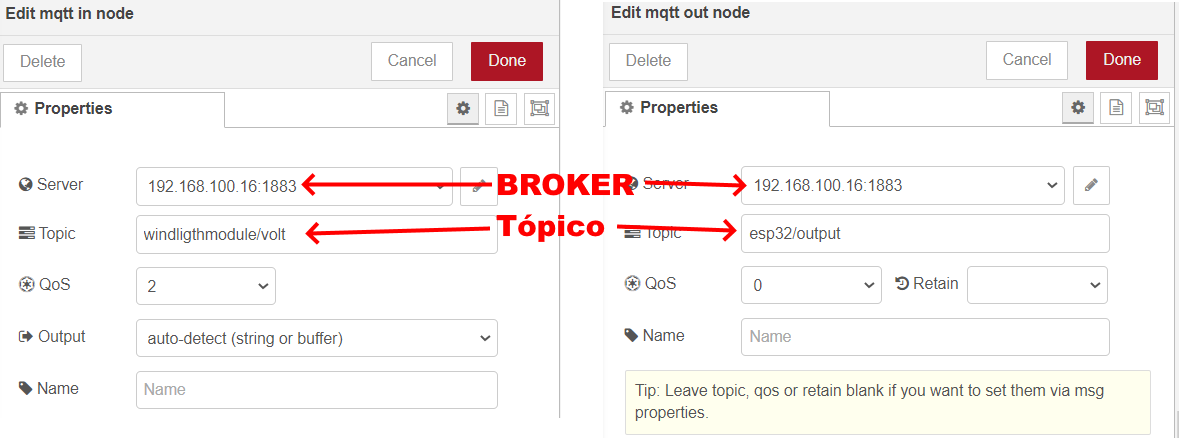 Edit mqtt in node
Delete
Cancel
Done
Properties
Server
192.168.100.16:1883
Topic
windligthmodule/volt
QoS
2
Output
auto-detect (string or buffer)
Name
Name
BROKER
Tópico
Edit mqtt out node
Delete
Cancel
Done
Properties
Server
192.168.100.16:1883
Topic
esp32/output
QoS
0
Retain
Name
Name
Tip: Leave topic, qos or retain blank if you want to set them via msg
properties.